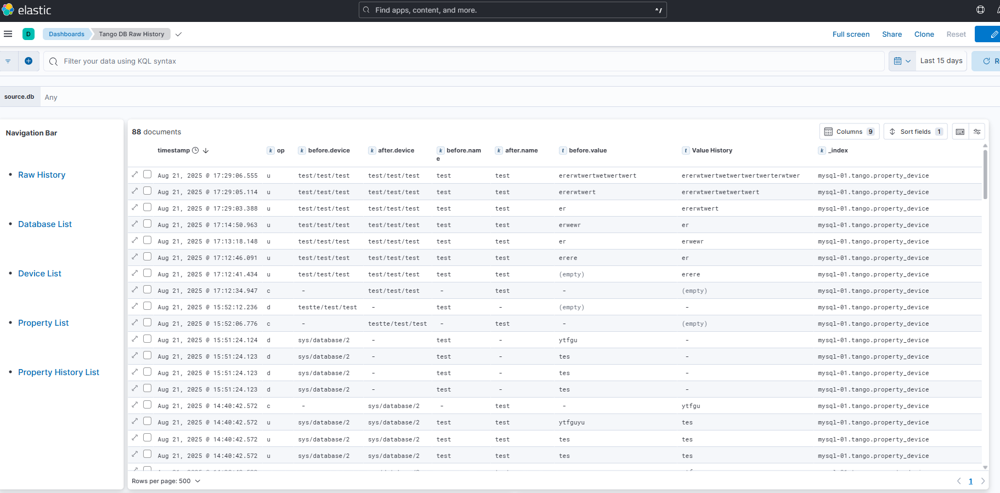 elastic
Find apps, content, and more.
^/
D
Dashboards
Tango DB Raw History
Full screen
Share
Clone
Reset
Filter your data using KQL syntax
Last 15 days
source.db
Any
Navigation Bar
Raw History
Database List
Device List
Property List
Property History List
88 documents
Columns 9
Sort fields 1
timestamp k op k before.device k after.device k before.name k after.name t before.value t Value History k _index
Aug 21, 2025 @ 17:29:06.555 u test/test/test test/test/test test test ererwtwertwetwertwert ererwtwertwetwertwertwerterwtwer mysql-01.tango.property_device
Aug 21, 2025 @ 17:29:05.114 u test/test/test test/test/test test test ererwtwert ererwtwertwetwertwert mysql-01.tango.property_device
Aug 21, 2025 @ 17:29:03.388 u test/test/test test/test/test test test er ererwtwert mysql-01.tango.property_device
Aug 21, 2025 @ 17:14:50.963 u test/test/test test/test/test test test erwewr er mysql-01.tango.property_device
Aug 21, 2025 @ 17:13:18.148 u test/test/test test/test/test test test er erwewr mysql-01.tango.property_device
Aug 21, 2025 @ 17:12:46.091 u test/test/test test/test/test test test erere er mysql-01.tango.property_device
Aug 21, 2025 @ 17:12:41.434 u test/test/test test/test/test test test (empty) erere mysql-01.tango.property_device
Aug 21, 2025 @ 17:12:34.947 c - test/test/test - test - (empty) mysql-01.tango.property_device
Aug 21, 2025 @ 15:52:12.236 d testte/test/test - test - (empty) - mysql-01.tango.property_device
Aug 21, 2025 @ 15:52:06.776 c - testte/test/test - test - (empty) mysql-01.tango.property_device
Aug 21, 2025 @ 15:51:24.124 d sys/database/2 - test - ytfgu - mysql-01.tango.property_device
Aug 21, 2025 @ 15:51:24.123 d sys/database/2 - test - tes - mysql-01.tango.property_device
Aug 21, 2025 @ 15:51:24.123 d sys/database/2 - test - tes - mysql-01.tango.property_device
Aug 21, 2025 @ 15:51:24.123 d sys/database/2 - test - tes - mysql-01.tango.property_device
Aug 21, 2025 @ 14:40:42.572 c - sys/database/2 - test - ytfgu mysql-01.tango.property_device
Aug 21, 2025 @ 14:40:42.572 u sys/database/2 sys/database/2 test test ytfguyu tes mysql-01.tango.property_device
Aug 21, 2025 @ 14:40:42.572 u sys/database/2 sys/database/2 test test tes tes mysql-01.tango.property_device
Aug 21, 2025 @ 14:40:42.572 u sys/database/2 sys/database/2 test test tes tes mysql-01.tango.property_device
Rows per page: 500
1